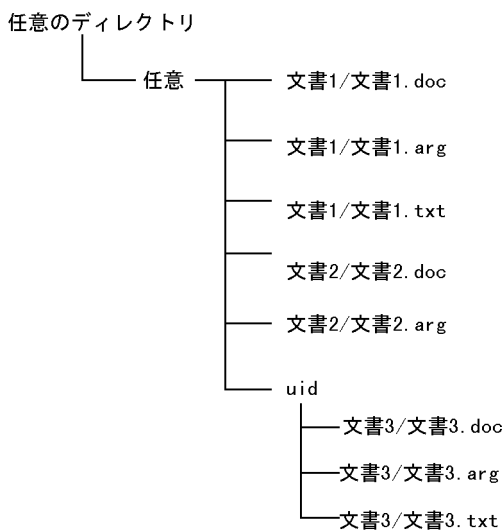 任意のディレクトリ
任意
文書1/文書1.doc
文書1/文書1.arg
文書1/文書1.txt
文書2/文書2.doc
文書2/文書2.arg
uid
文書3/文書3.doc
文書3/文書3.arg
文書3/文書3.txt